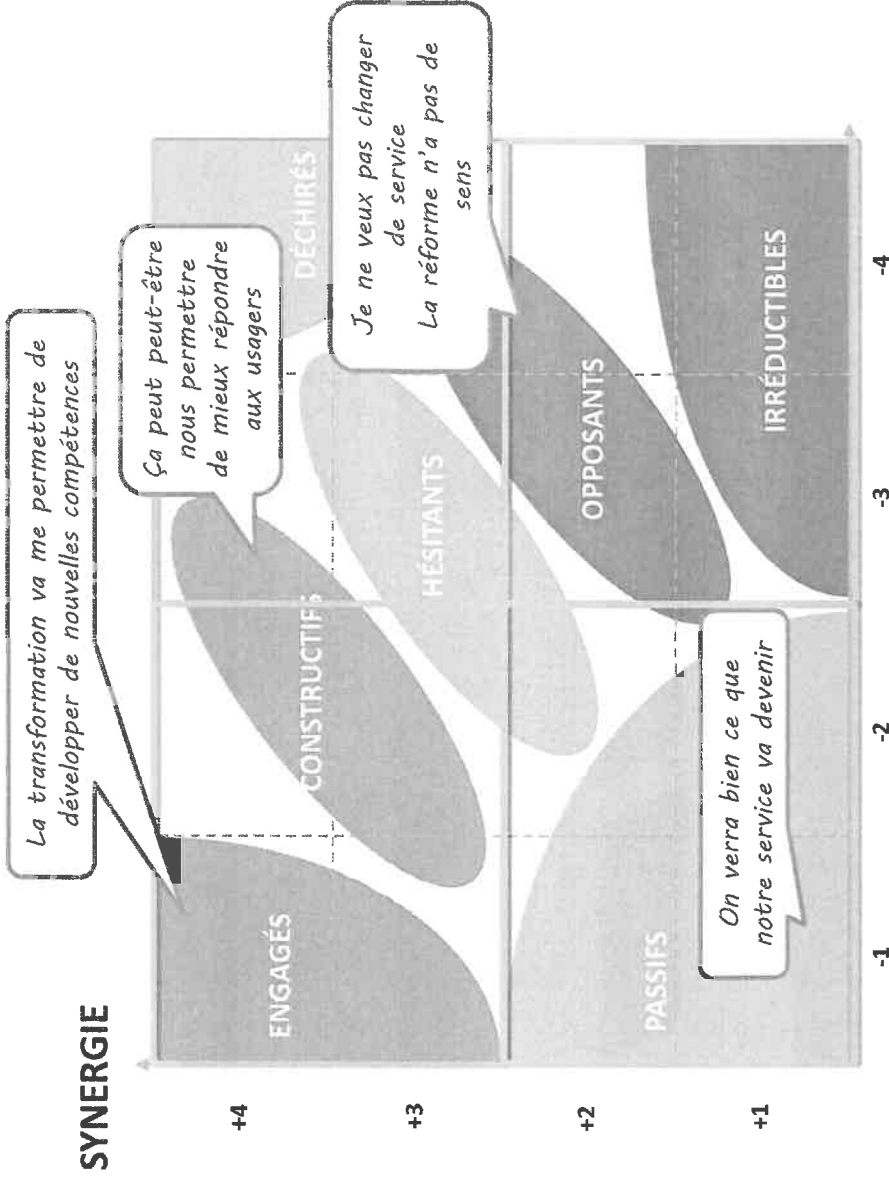 SYNERGIE
La transformation va me permettre de
développer de nouvelles compétences
Ça peut peut-être
nous permettre
de mieux répondre
aux usagers
Je ne veux pas changer
de service
La réforme n'a pas de
sens
On verra bien ce que
notre service va devenir
ENGAGÉS
CONSTRUCTIFS
DÉCHIRÉS
HÉSITANTS
OPPOSANTS
PASSIFS
IRRÉDUCTIBLES
+4
+3
+2
+1
-1
-2
-3
-4